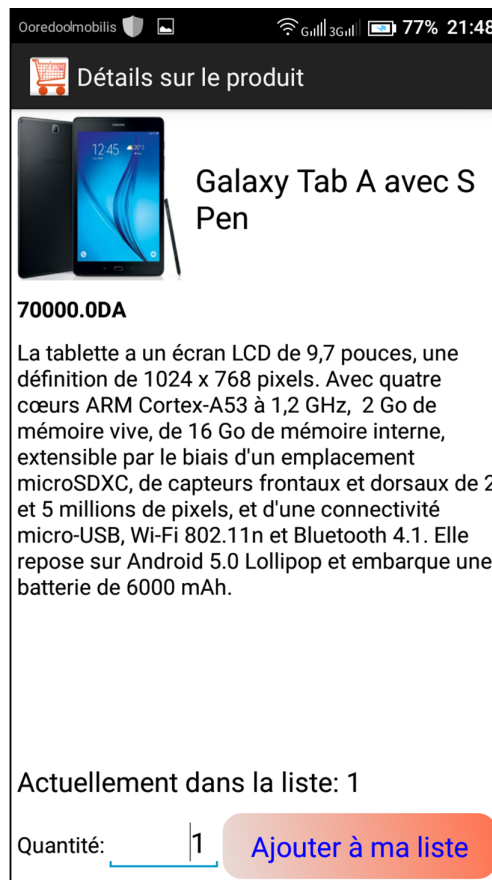 Ooredoo|mobilis G 3G 77% 21:48
Détails sur le produit
12:45 20°
Galaxy Tab A avec S
Pen
70000.0DA
La tablette a un écran LCD de 9,7 pouces, une
définition de 1024 x 768 pixels. Avec quatre
cœurs ARM Cortex-A53 à 1,2 GHz,  2 Go de
mémoire vive, de 16 Go de mémoire interne,
extensible par le biais d'un emplacement
microSDXC, de capteurs frontaux et dorsaux de 2
et 5 millions de pixels, et d'une connectivité
micro-USB, Wi-Fi 802.11n et Bluetooth 4.1. Elle
repose sur Android 5.0 Lollipop et embarque une
batterie de 6000 mAh.
Actuellement dans la liste: 1
Quantité: 1 Ajouter à ma liste